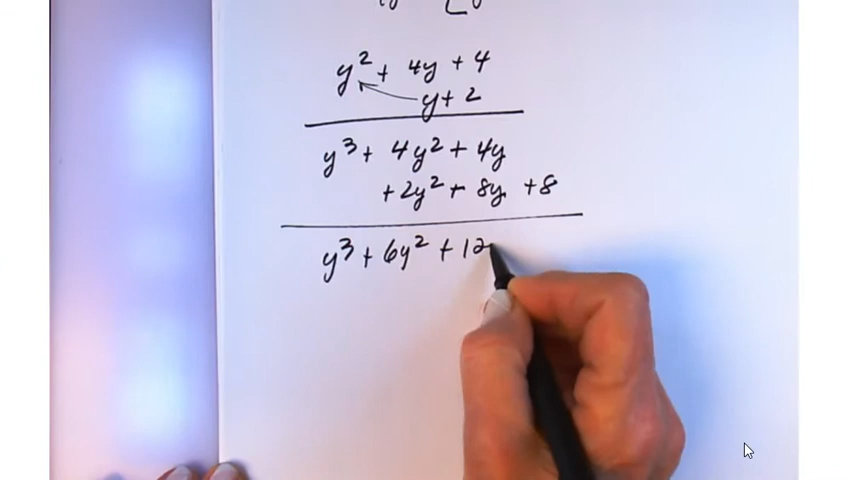 y² + 4y + 4
y + 2
y³ + 4y² + 4y
+ 2y² + 8y + 8
y³ + 6y² + 12